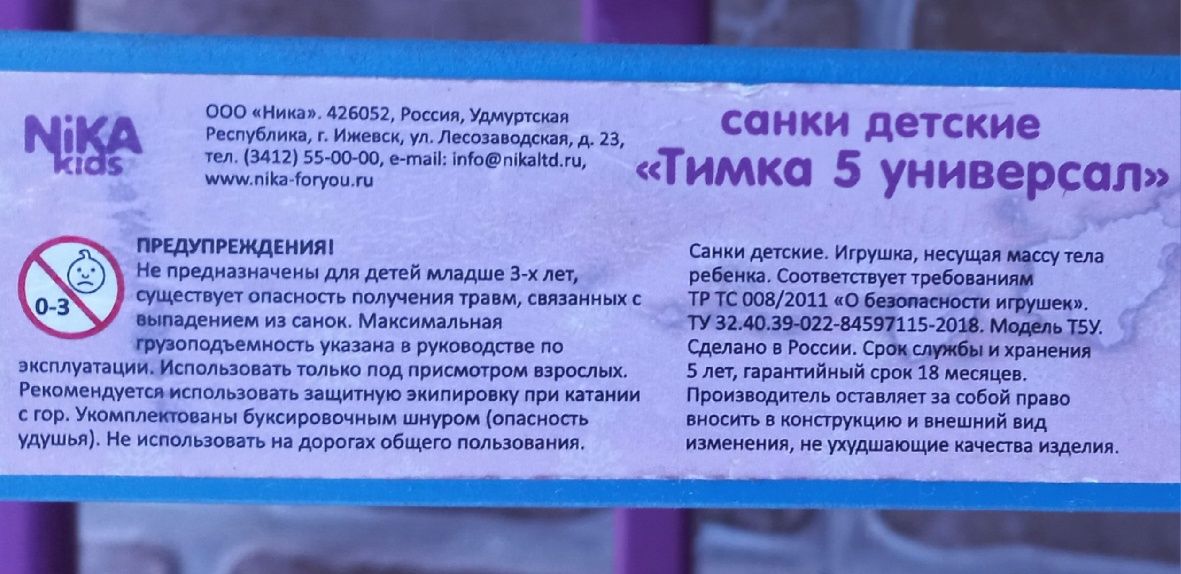 NiKA
kids
ООО «Ника». 426052, Россия, Удмуртская
Республика, г. Ижевск, ул. Лесозаводская, д. 23,
тел. (3412) 55-00-00, e-mail: info@nikaltd.ru,
www.nika-foryou.ru
санки детские
«Тимка 5 универсал»
0-3
ПРЕДУПРЕЖДЕНИЯ!
Не предназначены для детей младше 3-х лет,
существует опасность получения травм, связанных с
выпадением из санок. Максимальная
грузоподъемность указана в руководстве по
эксплуатации. Использовать только под присмотром взрослых.
Рекомендуется использовать защитную экипировку при катании
с гор. Укомплектованы буксировочным шнуром (опасность
удушья). Не использовать на дорогах общего пользования.
Санки детские. Игрушка, несущая массу тела
ребенка. Соответствует требованиям
ТР ТС 008/2011 «О безопасности игрушек».
ТУ 32.40.39-022-84597115-2018. Модель Т5У.
Сделано в России. Срок службы и хранения
5 лет, гарантийный срок 18 месяцев.
Производитель оставляет за собой право
вносить в конструкцию и внешний вид
изменения, не ухудшающие качества изделия.